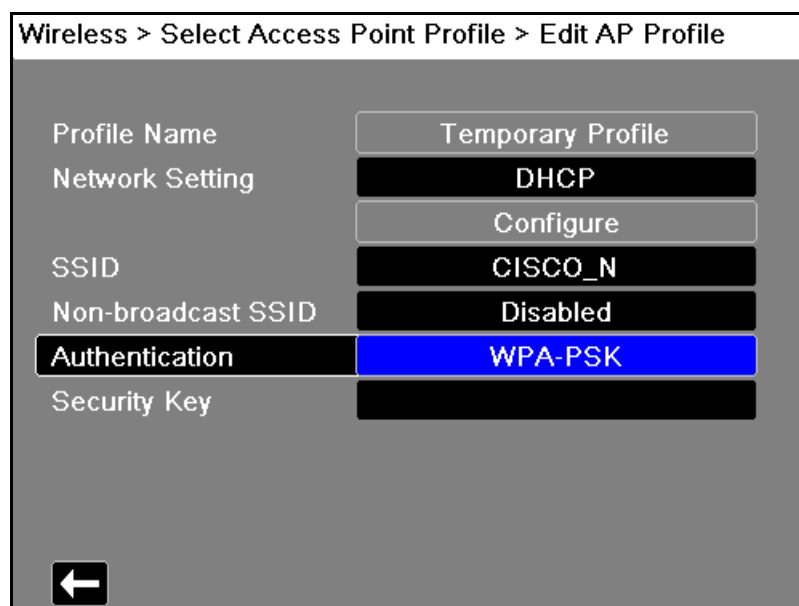 Wireless > Select Access Point Profile > Edit AP Profile
Profile Name Temporary Profile
Network Setting DHCP
Configure
SSID CISCO_N
Non-broadcast SSID Disabled
Authentication WPA-PSK
Security Key